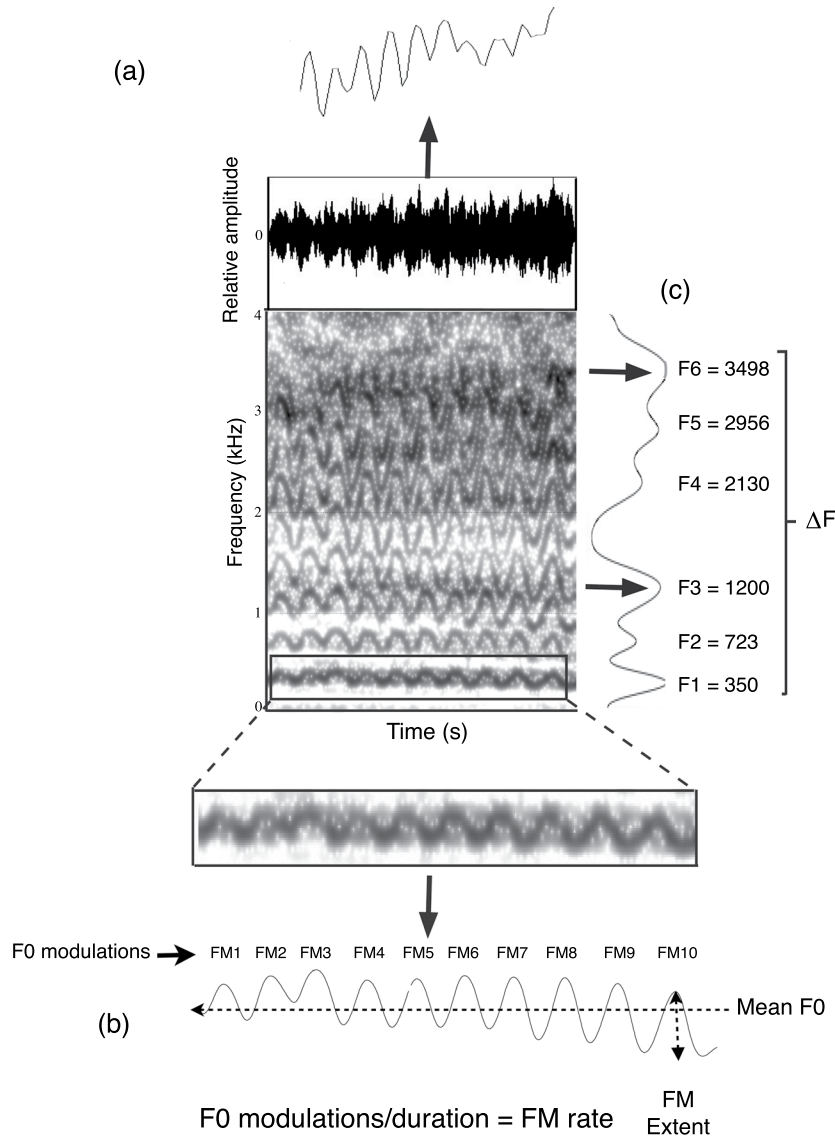 (a)
Relative amplitude
0
(c)
4
3
2
1
0
Frequency (kHz)
Time (s)
F6 = 3498
F5 = 2956
F4 = 2130
F3 = 1200
F2 = 723
F1 = 350
ΔF
F0 modulations
FM1 FM2 FM3 FM4 FM5 FM6 FM7 FM8 FM9 FM10
Mean F0
(b)
FM
Extent
F0 modulations/duration = FM rate